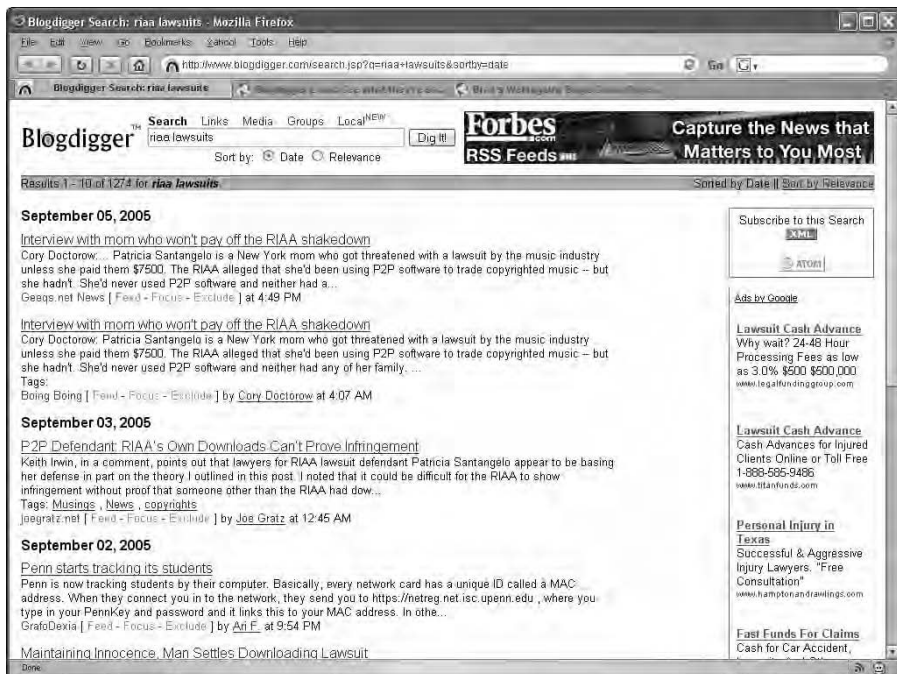 Blogdigger Search: riaa lawsuits - Mozilla Firefox
File Edit View Go Bookmarks Yahoo! Tools Help
http://www.blogdigger.com/search.jsp?q=riaa+lawsuits&sortby=date
Go
Blogdigger Search: riaa lawsuits
Search Links Media Groups Local NEW
Blogdigger™
riaa lawsuits
Dig It!
Sort by: Date Relevance
Forbes.com
RSS Feeds XML
Capture the News that
Matters to You Most
Results 1 - 10 of 1274 for riaa lawsuits.
Sorted by Date || Sort by Relevance
September 05, 2005
Interview with mom who won't pay off the RIAA shakedown
Cory Doctorow:... Patricia Santangelo is a New York mom who got threatened with a lawsuit by the music industry
unless she paid them $7500. The RIAA alleged that she'd been using P2P software to trade copyrighted music -- but
she hadn't. She'd never used P2P software and neither had a...
Geeqs.net News [ Feed - Focus - Exclude ] at 4:49 PM
Interview with mom who won't pay off the RIAA shakedown
Cory Doctorow: Patricia Santangelo is a New York mom who got threatened with a lawsuit by the music industry
unless she paid them $7500. The RIAA alleged that she'd been using P2P software to trade copyrighted music -- but
she hadn't. She'd never used P2P software and neither had any of her family. ...
Tags:
Boing Boing [ Feed - Focus - Exclude ] by Cory Doctorow at 4:07 AM
September 03, 2005
P2P Defendant: RIAA's Own Downloads Can't Prove Infringement
Keith Irwin, in a comment, points out that lawyers for RIAA lawsuit defendant Patricia Santangelo appear to be basing
her defense in part on the theory I outlined in this post. I noted that it could be difficult for the RIAA to show
infringement without proof that someone other than the RIAA had dow...
Tags: Musings , News , copyrights
joegratz.net [ Feed - Focus - Exclude ] by Joe Gratz at 12:45 AM
September 02, 2005
Penn starts tracking its students
Penn is now tracking students by their computer. Basically, every network card has a unique ID called a MAC
address. When they connect you in to the network, they send you to https://netreg.net.isc.upenn.edu , where you
type in your PennKey and password and it links this to your MAC address. In othe...
GrafoDexia [ Feed - Focus - Exclude ] by Ari F. at 9:54 PM
Maintaining Innocence, Man Settles Downloading Lawsuit
Subscribe to this Search
XML
ATOM
Ads by Google
Lawsuit Cash Advance
Why wait? 24-48 Hour
Processing Fees as low
as 3.0% $500 $500,000
www.legalfundinggroup.com
Lawsuit Cash Advance
Cash Advances for Injured
Clients Online or Toll Free
1-888-585-9486
www.titanfunds.com
Personal Injury in
Texas
Successful & Aggressive
Injury Lawyers. "Free
Consultation"
www.hamptonandrawlings.com
Fast Funds For Claims
Cash for Car Accident,
Done